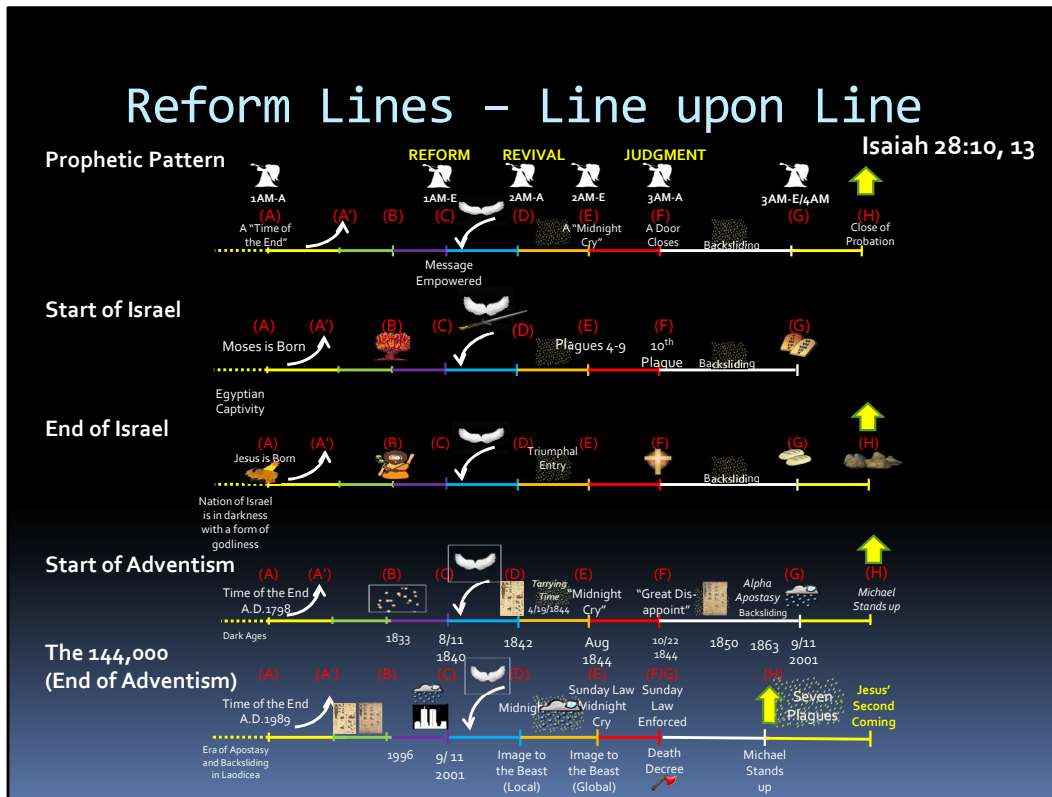 Reform Lines – Line upon Line
Isaiah 28:10, 13
Prophetic Pattern
REFORM
REVIVAL
JUDGMENT
1AM-A
1AM-E
2AM-A
2AM-E
3AM-A
3AM-E/4AM
(A)
(A')
(B)
(C)
(D)
(E)
(F)
(G)
(H)
A "Time of
the End"
A "Midnight
Cry"
A Door
Closes
Backsliding
Close of
Probation
Message
Empowered
Start of Israel
(A)
(A')
(B)
(C)
(D)
(E)
(F)
(G)
Moses is Born
Plagues 4-9
10th
Plague
Backsliding
Egyptian
Captivity
End of Israel
(A)
(A')
(B)
(C)
(D)
(E)
(F)
(G)
(H)
Jesus is Born
Triumphal
Entry
Backsliding
Nation of Israel
is in darkness
with a form of
godliness
Start of Adventism
(A)
(A')
(B)
(C)
(D)
(E)
(F)
(G)
(H)
Time of the End
A.D.1798
Tarrying
Time
4/19/1844
"Midnight
Cry"
"Great Dis-
appoint"
Alpha
Apostasy
Backsliding
Michael
Stands up
Dark Ages
1833
8/11
1840
1842
Aug
1844
10/22
1844
1850
1863
9/11
2001
The 144,000
(End of Adventism)
(A)
(A')
(B)
(C)
(D)
(E)
(F/G)
(H)
Time of the End
A.D.1989
Midnight
Sunday Law
Midnight
Cry
Sunday
Law
Enforced
Seven
Plagues
Jesus'
Second
Coming
Era of Apostasy
and Backsliding
in Laodicea
1996
9/ 11
2001
Image to
the Beast
(Local)
Image to
the Beast
(Global)
Death
Decree
Michael
Stands
up